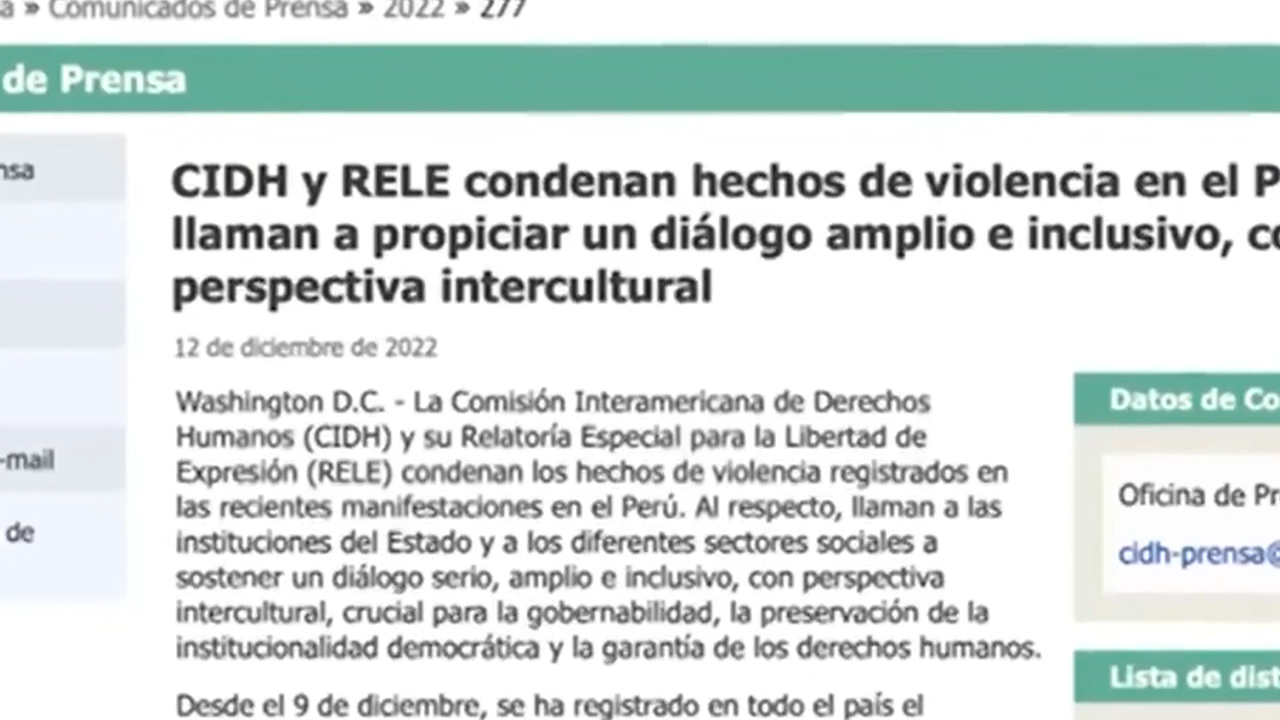 a » Comunicados de Prensa » 2022 » 277
de Prensa
nsa
-mail
de
CIDH y RELE condenan hechos de violencia en el P
llaman a propiciar un diálogo amplio e inclusivo, co
perspectiva intercultural
12 de diciembre de 2022
Washington D.C. - La Comisión Interamericana de Derechos
Humanos (CIDH) y su Relatoría Especial para la Libertad de
Expresión (RELE) condenan los hechos de violencia registrados en
las recientes manifestaciones en el Perú. Al respecto, llaman a las
instituciones del Estado y a los diferentes sectores sociales a
sostener un diálogo serio, amplio e inclusivo, con perspectiva
intercultural, crucial para la gobernabilidad, la preservación de la
institucionalidad democrática y la garantía de los derechos humanos.
Desde el 9 de diciembre, se ha registrado en todo el país el
Datos de Co
Oficina de Pr
cidh-prensa@
Lista de dist